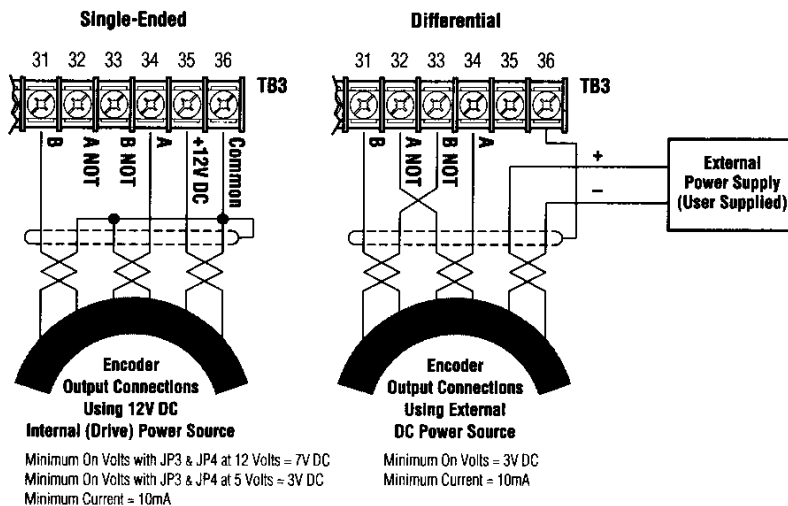 Single-Ended
31 32 33 34 35 36
TB3
B
A NOT
B NOT
A
+12V DC
Common
Encoder
Output Connections
Using 12V DC
Internal (Drive) Power Source
Minimum On Volts with JP3 & JP4 at 12 Volts = 7V DC
Minimum On Volts with JP3 & JP4 at 5 Volts = 3V DC
Minimum Current = 10mA
Differential
31 32 33 34 35 36
TB3
B
A NOT
B NOT
A
+
−
External
Power Supply
(User Supplied)
Encoder
Output Connections
Using External
DC Power Source
Minimum On Volts = 3V DC
Minimum Current = 10mA